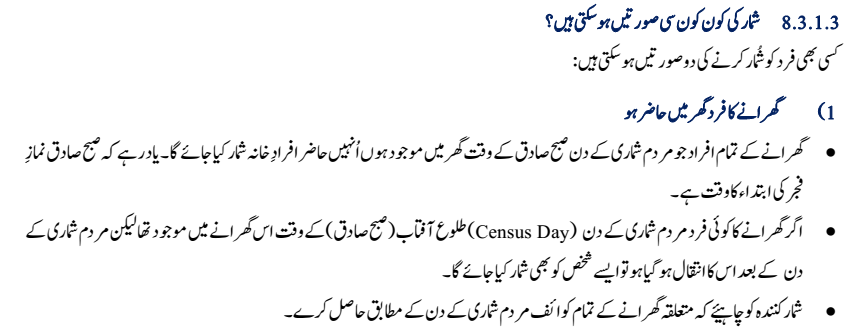 8.3.1.3 شمار کی کون کون سی صورتیں ہو سکتی ہیں؟
کسی بھی فرد کو شُمار کرنے کی دو صورتیں ہو سکتی ہیں:
1) گھرانے کا فرد گھر میں حاضر ہو
• گھرانے کے تمام افراد جو مردم شماری کے دن صبح صادق کے وقت گھر میں موجود ہوں اُنہیں حاضر افرادِ خانہ شمار کیا جائے گا۔ یاد رہے کہ صبح صادق نمازِ
فجر کی ابتداء کا وقت ہے۔
• اگر گھرانے کا کوئی فرد مردم شماری کے دن (Census Day) طلوع آفتاب (صبح صادق) کے وقت اس گھرانے میں موجود تھا لیکن مردم شماری کے
دن کے بعد اس کا انتقال ہو گیا ہو تو ایسے شخص کو بھی شمار کیا جائے گا۔
• شمار کنندہ کو چاہیئے کہ متعلقہ گھرانے کے تمام کوائف مردم شماری کے دن کے مطابق حاصل کرے۔